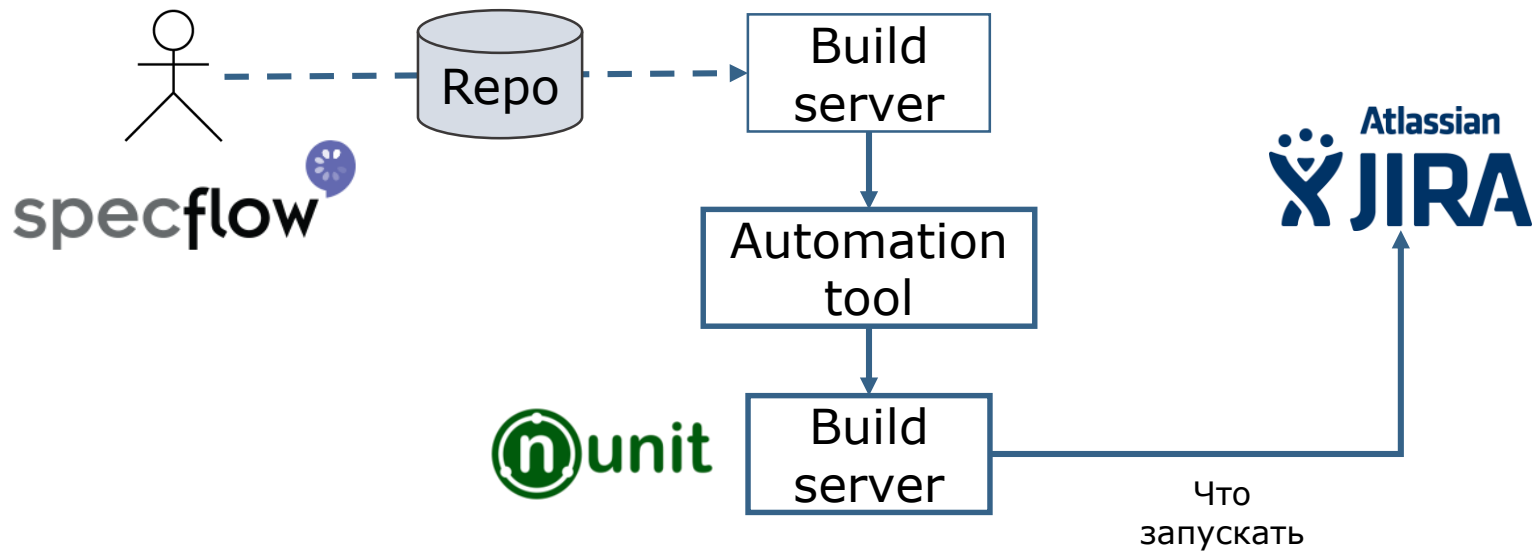 Repo
Build
server
Atlassian
JIRA
specflow
Automation
tool
nunit
Build
server
Что
запускать